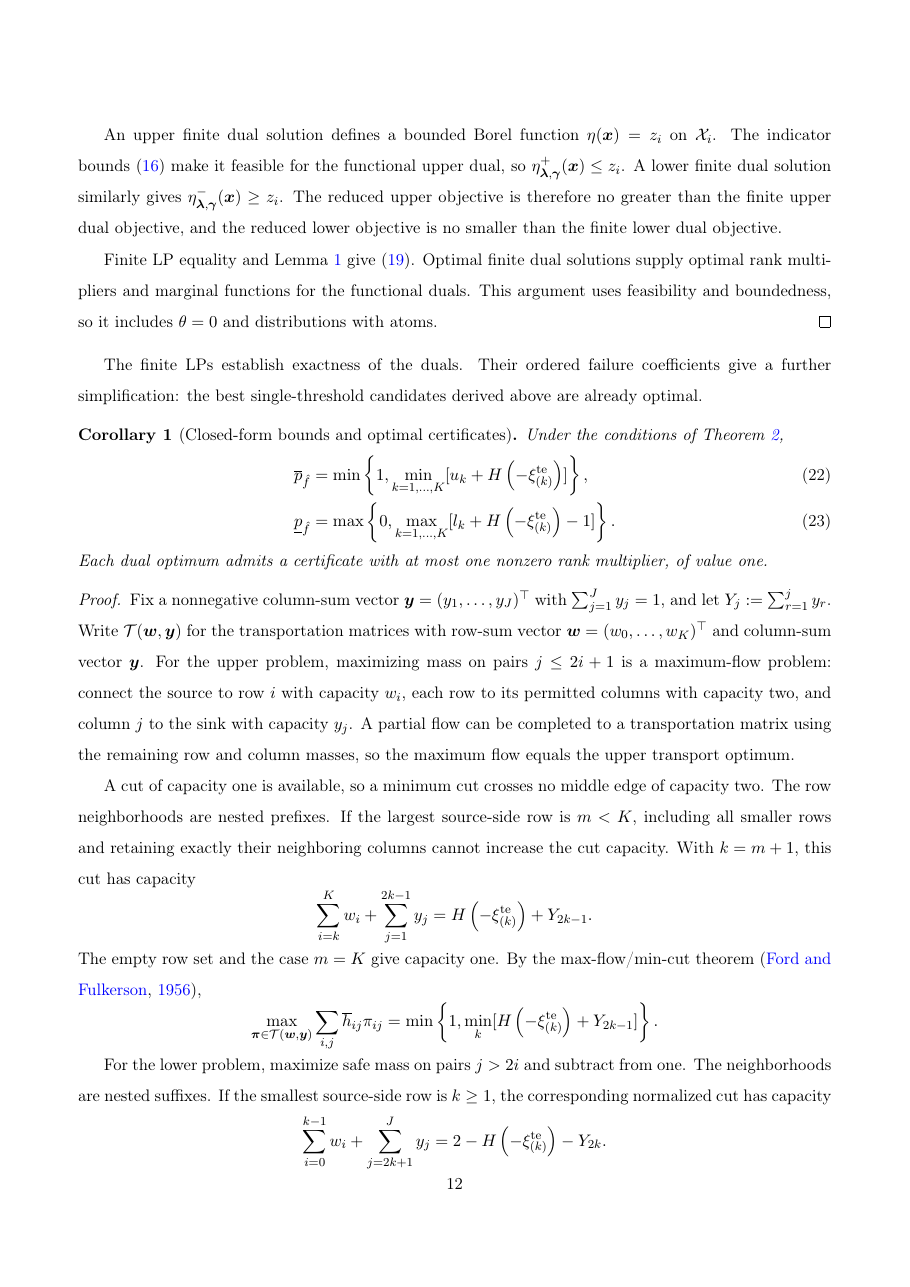 An upper finite dual solution defines a bounded Borel function η(𝒙) = zᵢ on 𝒳ᵢ. The indicator
bounds (16) make it feasible for the functional upper dual, so η⁺_{𝝀,𝜸}(𝒙) ≤ zᵢ. A lower finite dual solution
similarly gives η⁻_{𝝀,𝜸}(𝒙) ≥ zᵢ. The reduced upper objective is therefore no greater than the finite upper
dual objective, and the reduced lower objective is no smaller than the finite lower dual objective.
Finite LP equality and Lemma 1 give (19). Optimal finite dual solutions supply optimal rank multi-
pliers and marginal functions for the functional duals. This argument uses feasibility and boundedness,
so it includes θ = 0 and distributions with atoms. □
The finite LPs establish exactness of the duals. Their ordered failure coefficients give a further
simplification: the best single-threshold candidates derived above are already optimal.
Corollary 1 (Closed-form bounds and optimal certificates). Under the conditions of Theorem 2,
\overline{p}_{\hat{f}} = min { 1, min_{k=1,...,K} [u_k + H(−ξ^{te}_{(k)})] } , (22)
\underline{p}_{\hat{f}} = max { 0, max_{k=1,...,K} [l_k + H(−ξ^{te}_{(k)}) − 1] } . (23)
Each dual optimum admits a certificate with at most one nonzero rank multiplier, of value one.
Proof. Fix a nonnegative column-sum vector 𝒚 = (y_1, . . . , y_J)^⊤ with ∑_{j=1}^{J} y_j = 1, and let Y_j := ∑_{r=1}^{j} y_r.
Write 𝒯(𝒘, 𝒚) for the transportation matrices with row-sum vector 𝒘 = (w_0, . . . , w_K)^⊤ and column-sum
vector 𝒚. For the upper problem, maximizing mass on pairs j ≤ 2i + 1 is a maximum-flow problem:
connect the source to row i with capacity w_i, each row to its permitted columns with capacity two, and
column j to the sink with capacity y_j. A partial flow can be completed to a transportation matrix using
the remaining row and column masses, so the maximum flow equals the upper transport optimum.
A cut of capacity one is available, so a minimum cut crosses no middle edge of capacity two. The row
neighborhoods are nested prefixes. If the largest source-side row is m < K, including all smaller rows
and retaining exactly their neighboring columns cannot increase the cut capacity. With k = m + 1, this
cut has capacity
∑_{i=k}^{K} w_i + ∑_{j=1}^{2k−1} y_j = H(−ξ^{te}_{(k)}) + Y_{2k−1}.
The empty row set and the case m = K give capacity one. By the max-flow/min-cut theorem (Ford and
Fulkerson, 1956),
max_{𝝅∈𝒯(𝒘,𝒚)} ∑_{i,j} \overline{h}_{ij} π_{ij} = min { 1, min_k [H(−ξ^{te}_{(k)}) + Y_{2k−1}] } .
For the lower problem, maximize safe mass on pairs j > 2i and subtract from one. The neighborhoods
are nested suffixes. If the smallest source-side row is k ≥ 1, the corresponding normalized cut has capacity
∑_{i=0}^{k−1} w_i + ∑_{j=2k+1}^{J} y_j = 2 − H(−ξ^{te}_{(k)}) − Y_{2k}.
12